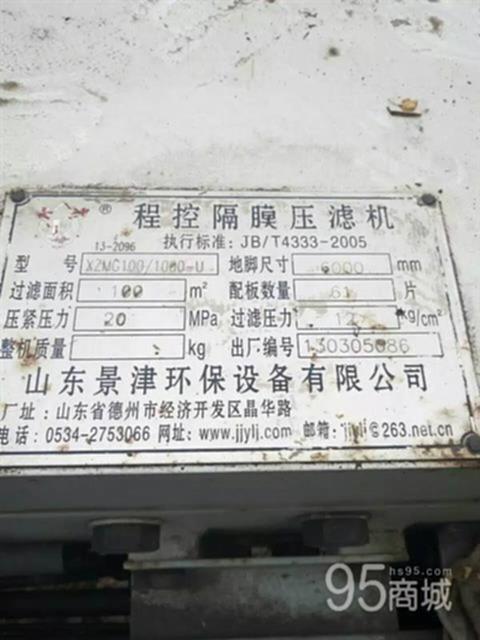 ® 程控隔膜压滤机
13-2096 执行标准: JB/T4333-2005
型 号 XZMG100/1000-U 地脚尺寸 6000 mm
过滤面积 100 m² 配板数量 61 片
压紧压力 20 MPa 过滤压力 12 kg/cm²
整机质量 kg 出厂编号 130305086
山东景津环保设备有限公司
厂址: 山东省德州市经济开发区晶华路
电话: 0534-2753066 网址: www.jjylj.com 邮箱: jjylj@263.net.cn
hs95.com
95商城